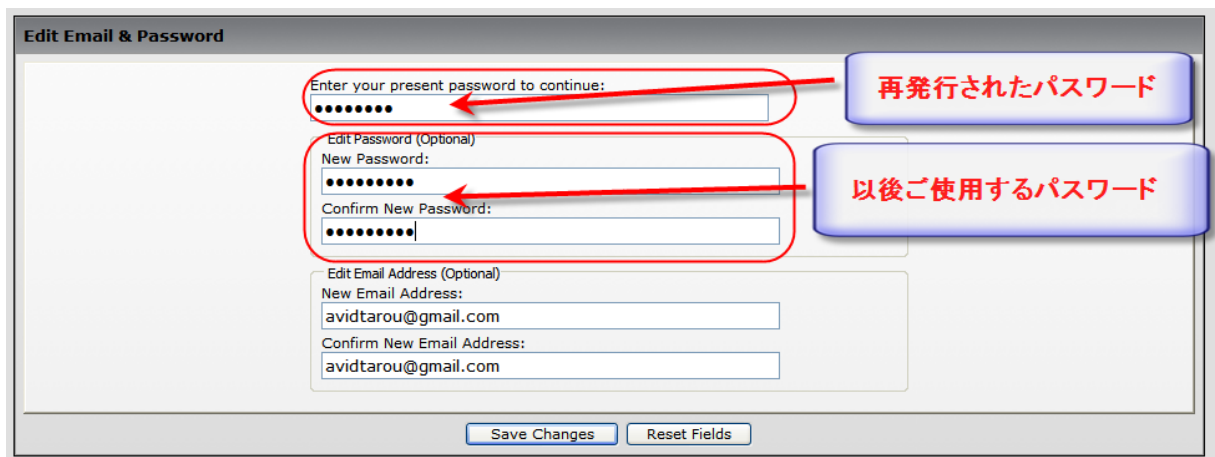 Edit Email & Password
Enter your present password to continue:
再発行されたパスワード
Edit Password (Optional)
New Password:
以後ご使用するパスワード
Confirm New Password:
Edit Email Address (Optional)
New Email Address:
avidtarou@gmail.com
Confirm New Email Address:
avidtarou@gmail.com
Save Changes Reset Fields